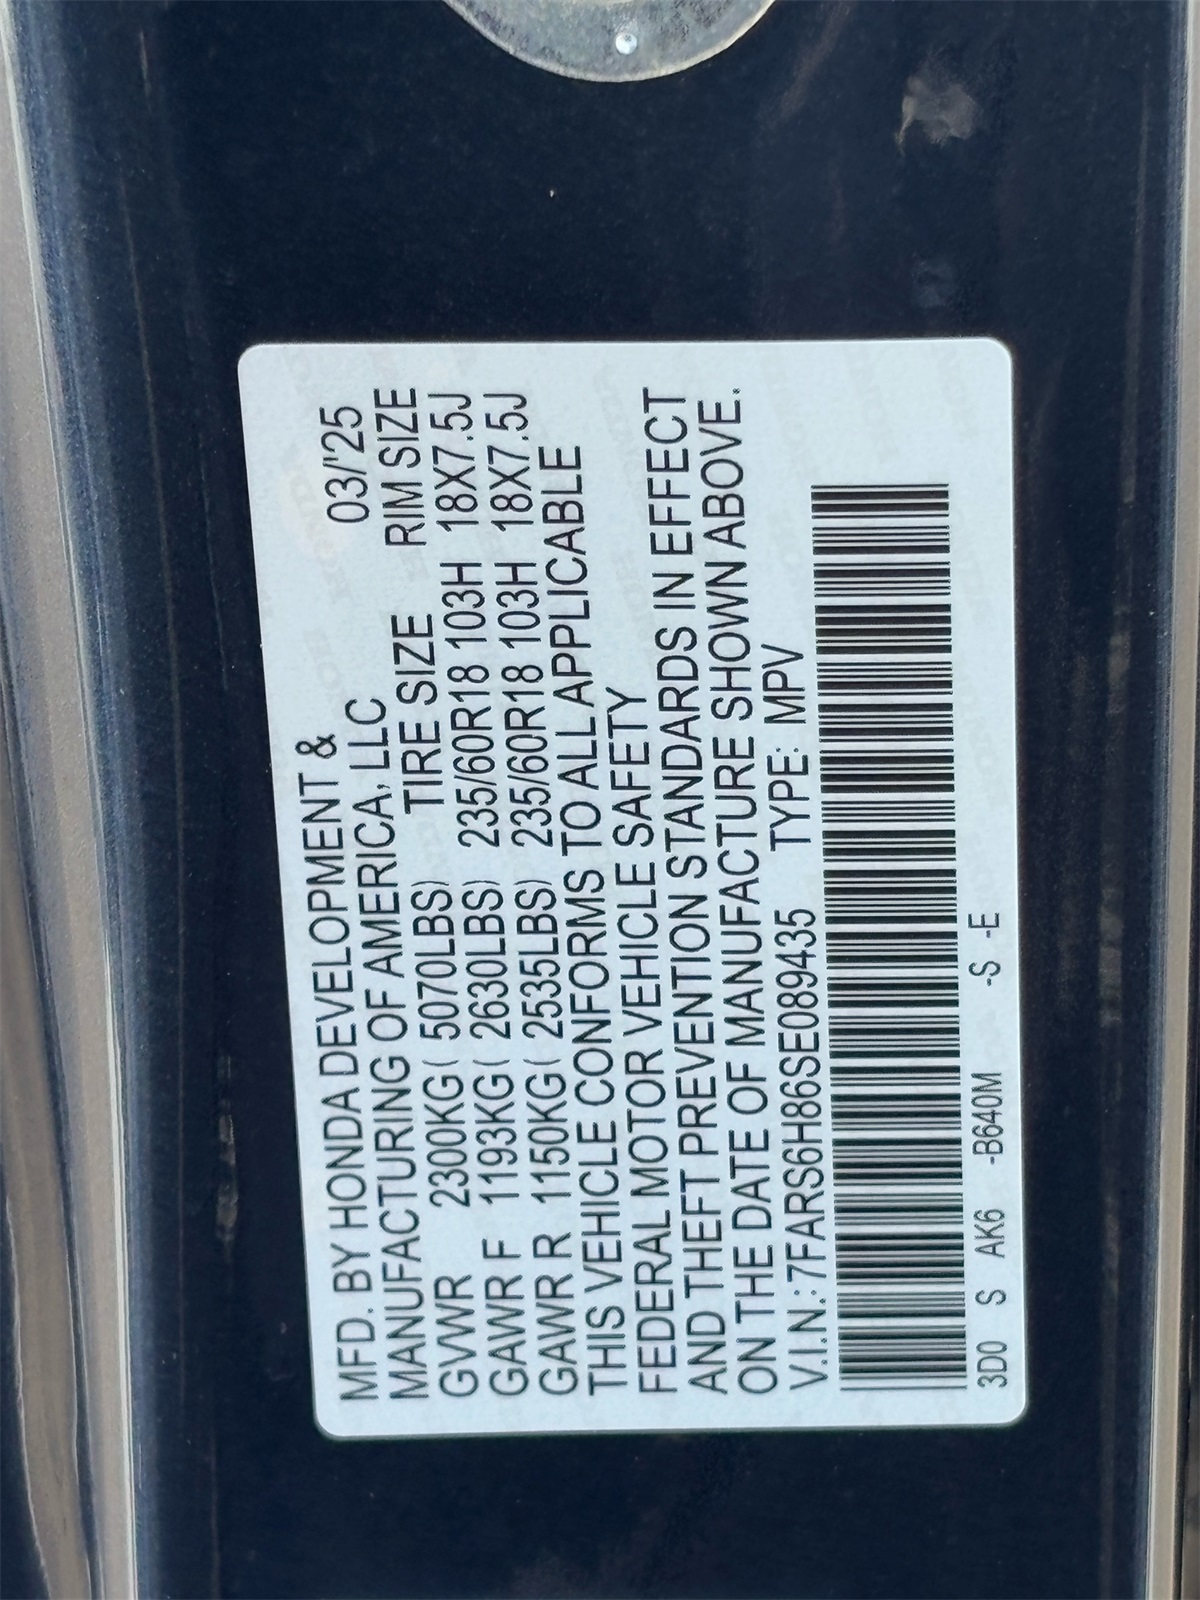 MFD. BY HONDA DEVELOPMENT &
MANUFACTURING OF AMERICA, LLC 03/'25
TIRE SIZE RIM SIZE
GVWR 2300KG( 5070LBS)
GAWR F 1193KG( 2630LBS) 235/60R18 103H 18X7.5J
GAWR R 1150KG( 2535LBS) 235/60R18 103H 18X7.5J
THIS VEHICLE CONFORMS TO ALL APPLICABLE
FEDERAL MOTOR VEHICLE SAFETY
AND THEFT PREVENTION STANDARDS IN EFFECT
ON THE DATE OF MANUFACTURE SHOWN ABOVE.
V.I.N.: 7FARS6H86SE089435 TYPE: MPV
3D0 S AK6 -B640M -S -E